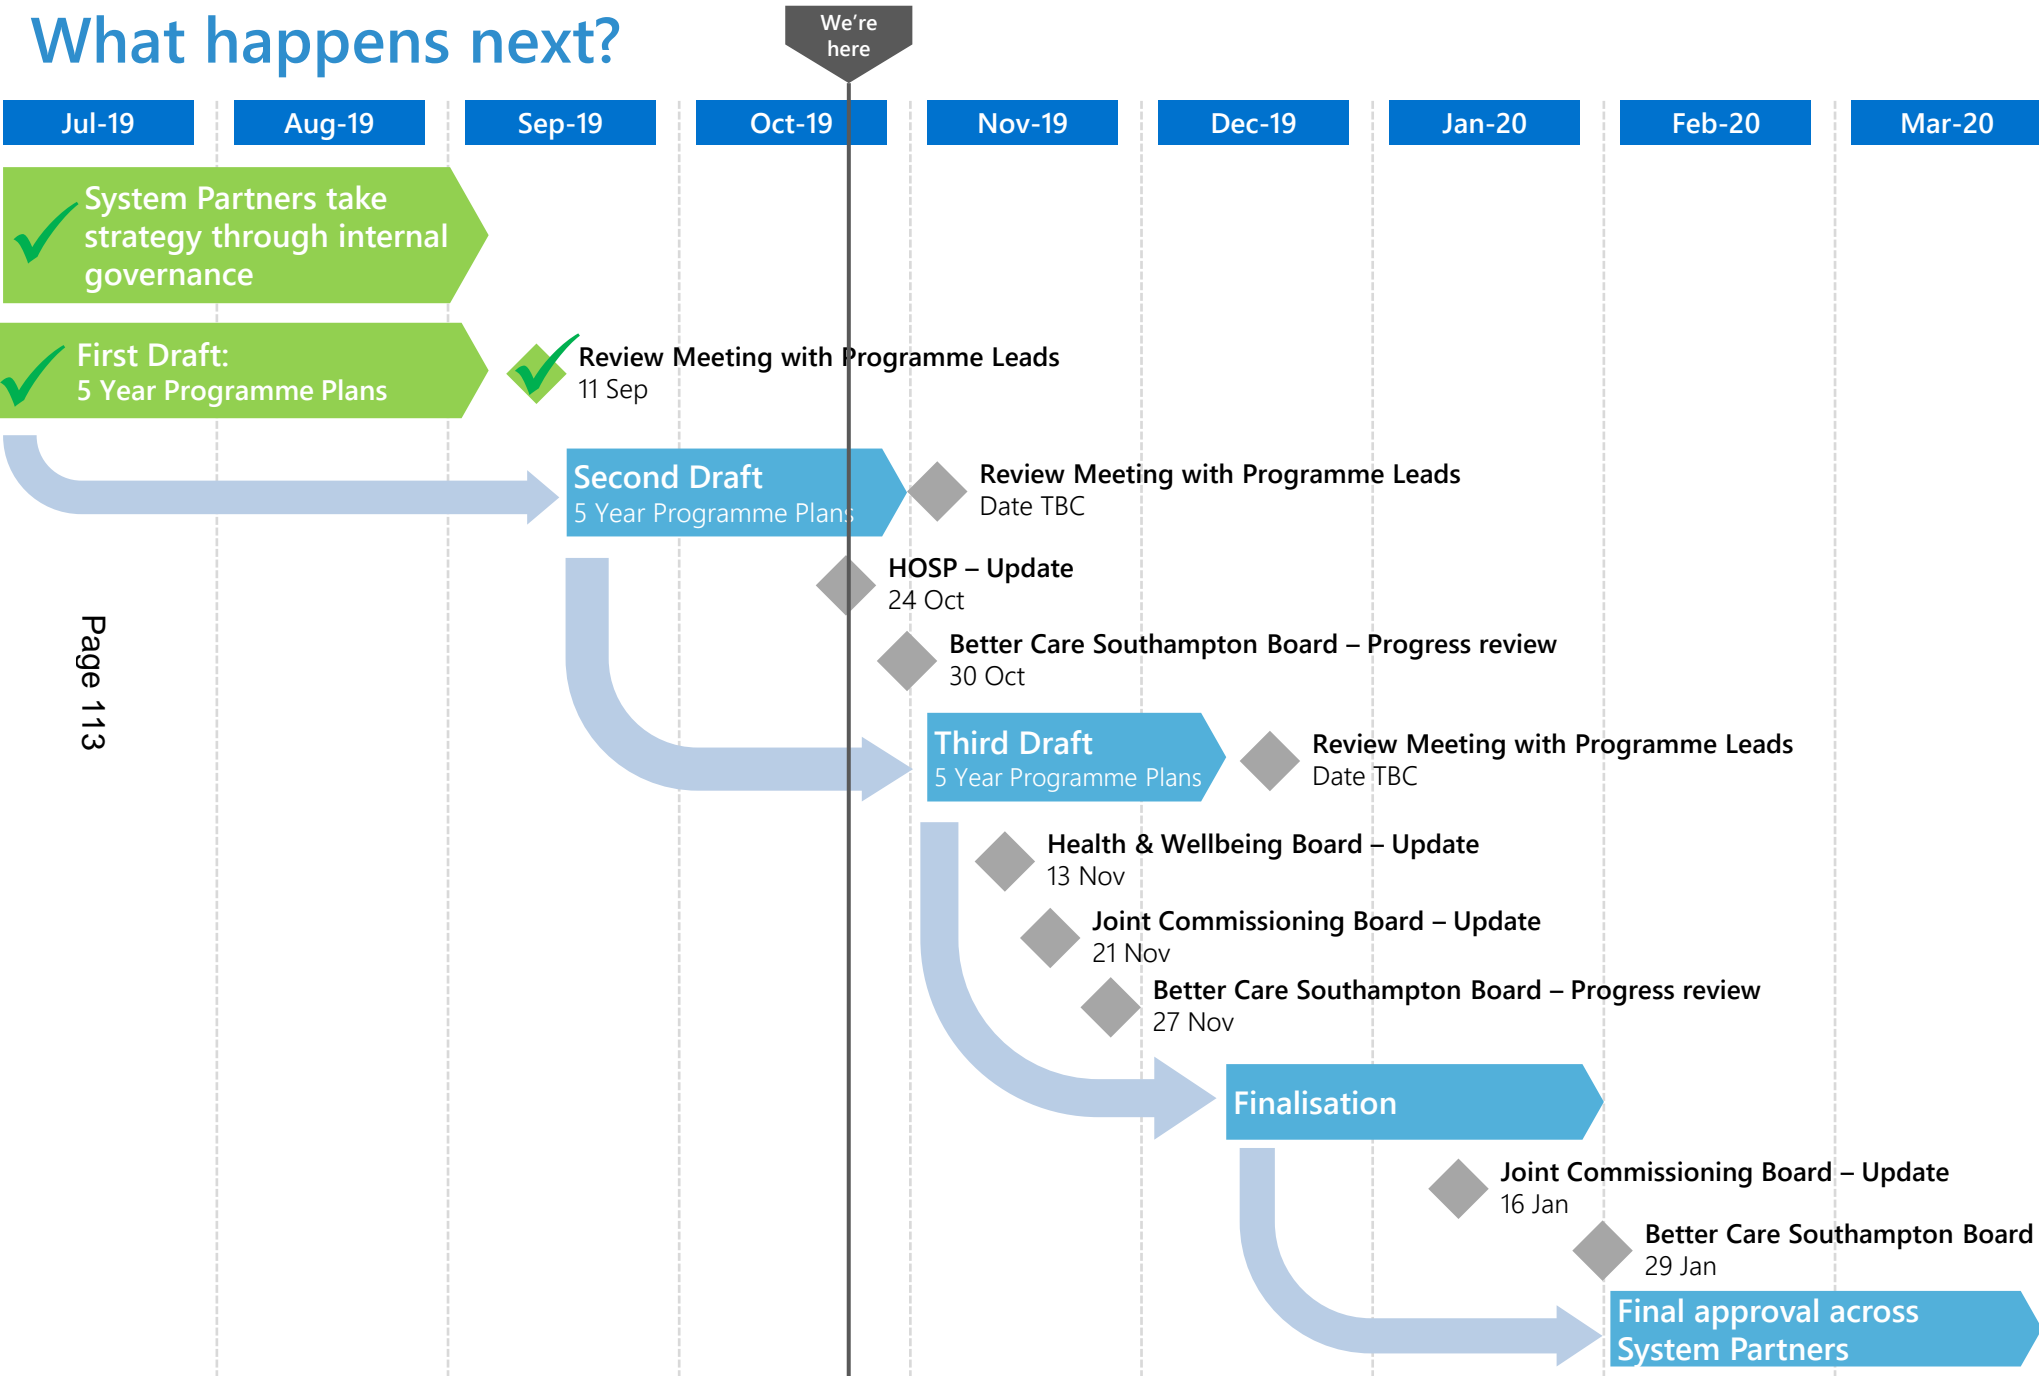 What happens next?
We're
here
Jul-19
Aug-19
Sep-19
Oct-19
Nov-19
Dec-19
Jan-20
Feb-20
Mar-20
System Partners take
strategy through internal
governance
First Draft:
5 Year Programme Plans
Review Meeting with Programme Leads
11 Sep
Second Draft
5 Year Programme Plans
Review Meeting with Programme Leads
Date TBC
HOSP – Update
24 Oct
Better Care Southampton Board – Progress review
30 Oct
Page 113
Third Draft
5 Year Programme Plans
Review Meeting with Programme Leads
Date TBC
Health & Wellbeing Board – Update
13 Nov
Joint Commissioning Board – Update
21 Nov
Better Care Southampton Board – Progress review
27 Nov
Finalisation
Joint Commissioning Board – Update
16 Jan
Better Care Southampton Board
29 Jan
Final approval across
System Partners